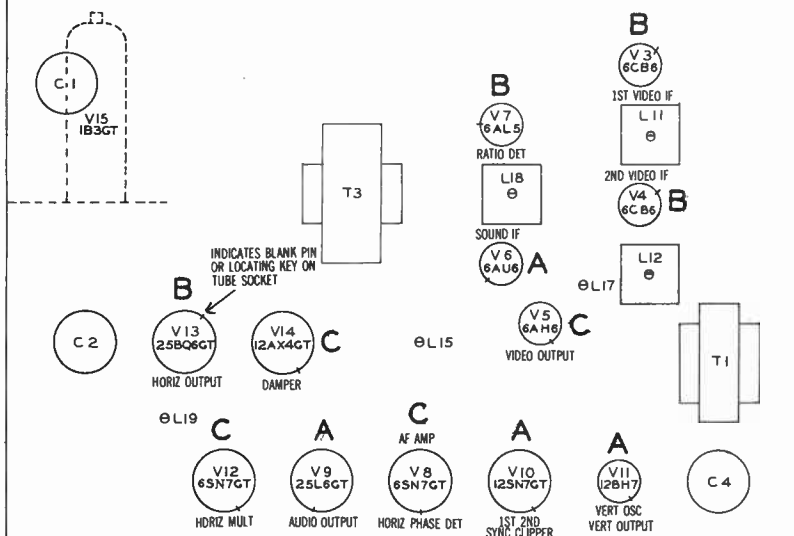 C1
V15
1B3GT
B
V3
6CB6
1ST VIDEO IF
L11
Θ
2ND VIDEO IF
V4
6CB6
B
L12
Θ
B
V7
6AL5
RATIO DET
L18
Θ
SOUND IF
V6
6AU6
A
ΘL17
T3
INDICATES BLANK PIN
OR LOCATING KEY ON
TUBE SOCKET
B
C2
V13
25BQ6GT
HORIZ OUTPUT
V14
12AX4GT
C
DAMPER
ΘL15
V5
6AH6
C
VIDEO OUTPUT
T1
ΘL19
C
V12
6SN7GT
HORIZ MULT
A
V9
25L6GT
AUDIO OUTPUT
C
AF AMP
V8
6SN7GT
HORIZ PHASE DET
A
V10
12SN7GT
1ST 2ND
SYNC CLIPPER
A
V11
12BH7
VERT OSC
VERT OUTPUT
C4